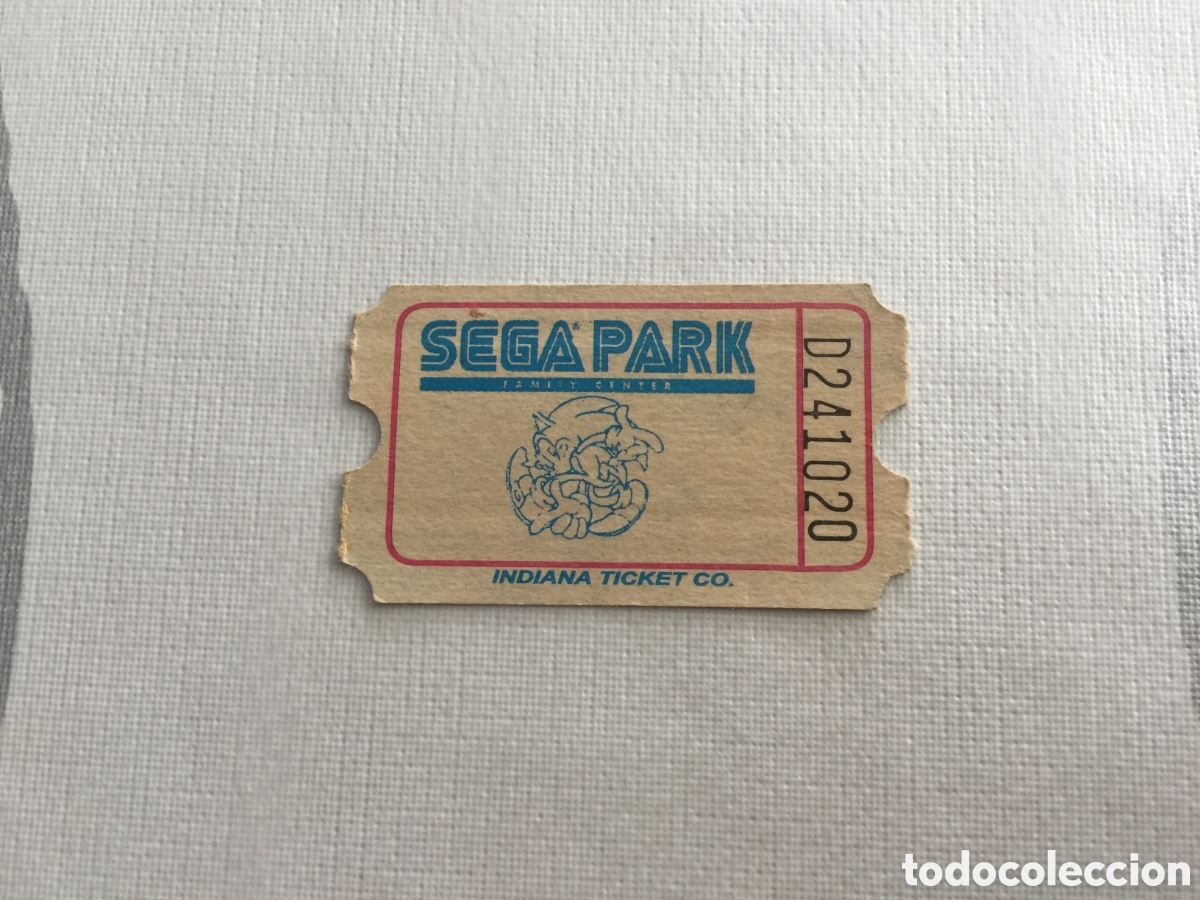 SEGA® PARK
FAMILY CENTER
D241020
INDIANA TICKET CO.
todocoleccion